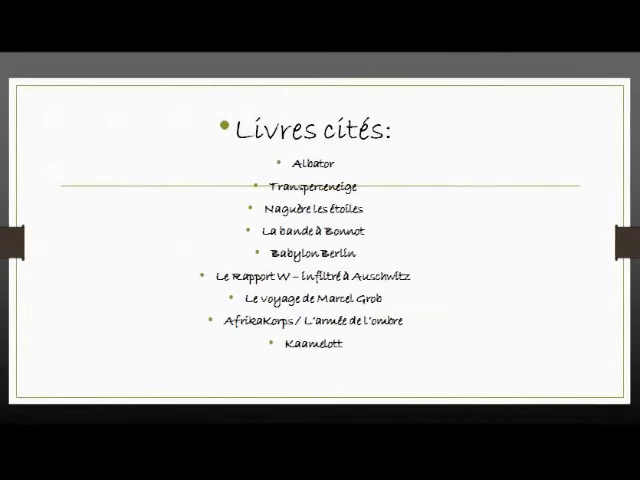 • Livres cités:
• Albator
• Transperceneige
• Naguère les étoiles
• La bande à Bonnot
• Babylon Berlin
• Le Rapport W – infiltré à Auschwitz
• Le voyage de Marcel Grob
• AfrikaKorps / L'armée de l'ombre
• Kaamelott